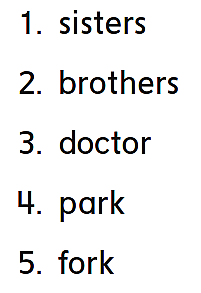 1. sisters
2. brothers
3. doctor
4. park
5. fork